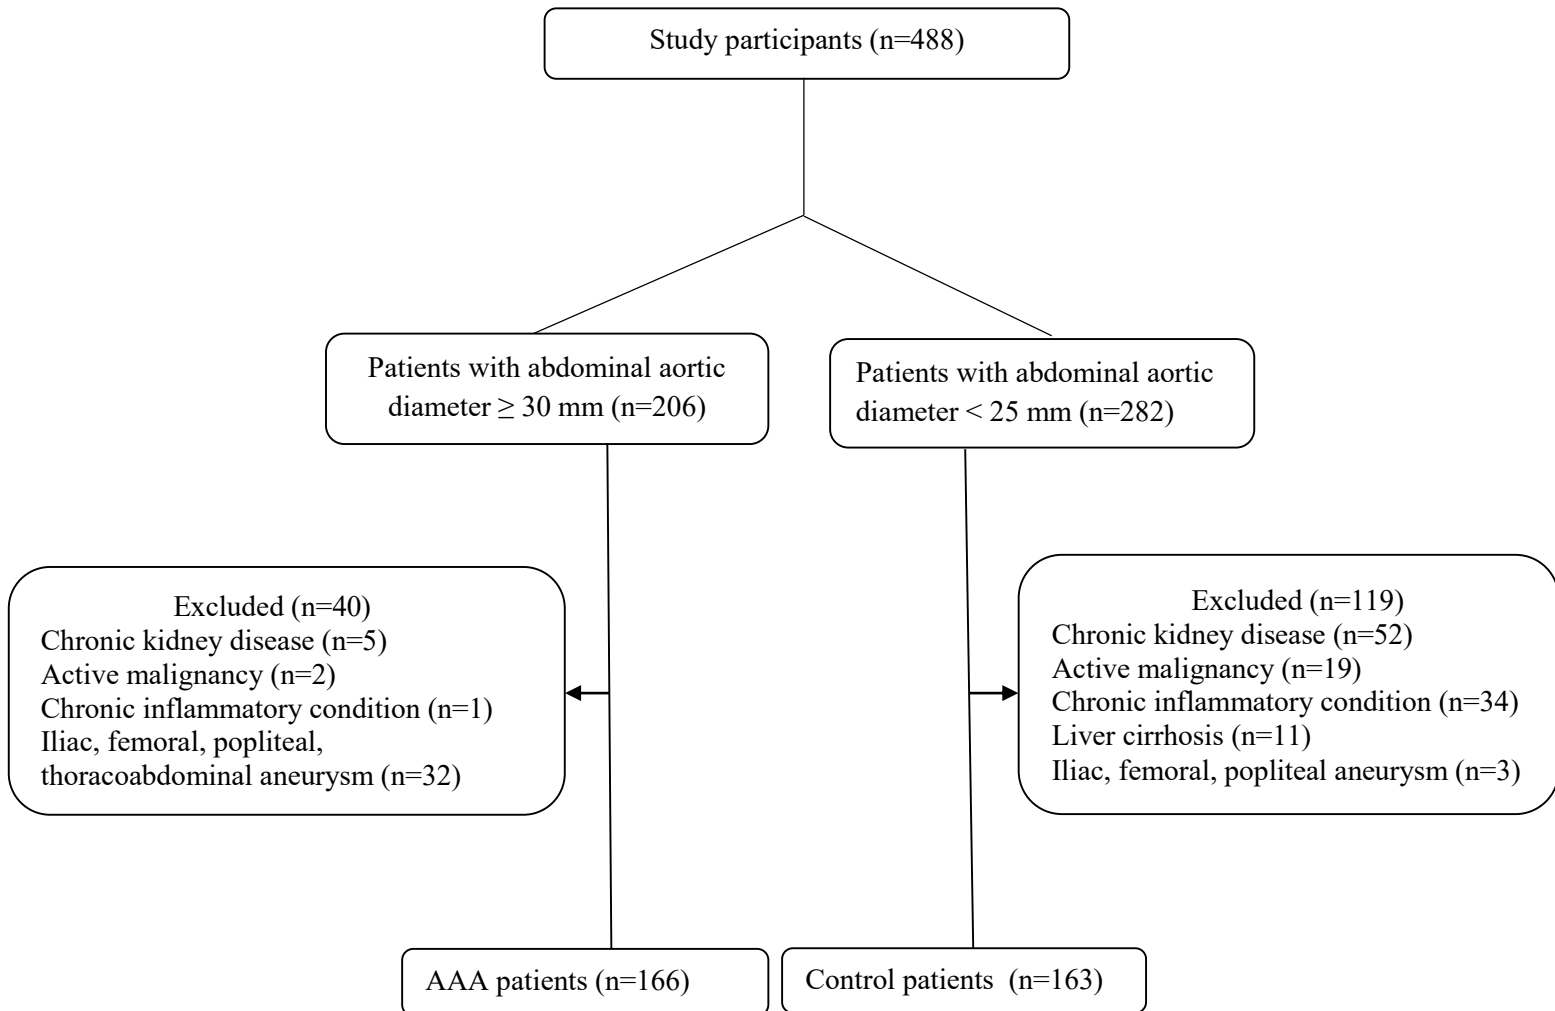 Study participants (n=488)
Patients with abdominal aortic
diameter ≥ 30 mm (n=206)
Patients with abdominal aortic
diameter < 25 mm (n=282)
Excluded (n=40)
Chronic kidney disease (n=5)
Active malignancy (n=2)
Chronic inflammatory condition (n=1)
Iliac, femoral, popliteal,
thoracoabdominal aneurysm (n=32)
Excluded (n=119)
Chronic kidney disease (n=52)
Active malignancy (n=19)
Chronic inflammatory condition (n=34)
Liver cirrhosis (n=11)
Iliac, femoral, popliteal aneurysm (n=3)
AAA patients (n=166)
Control patients (n=163)